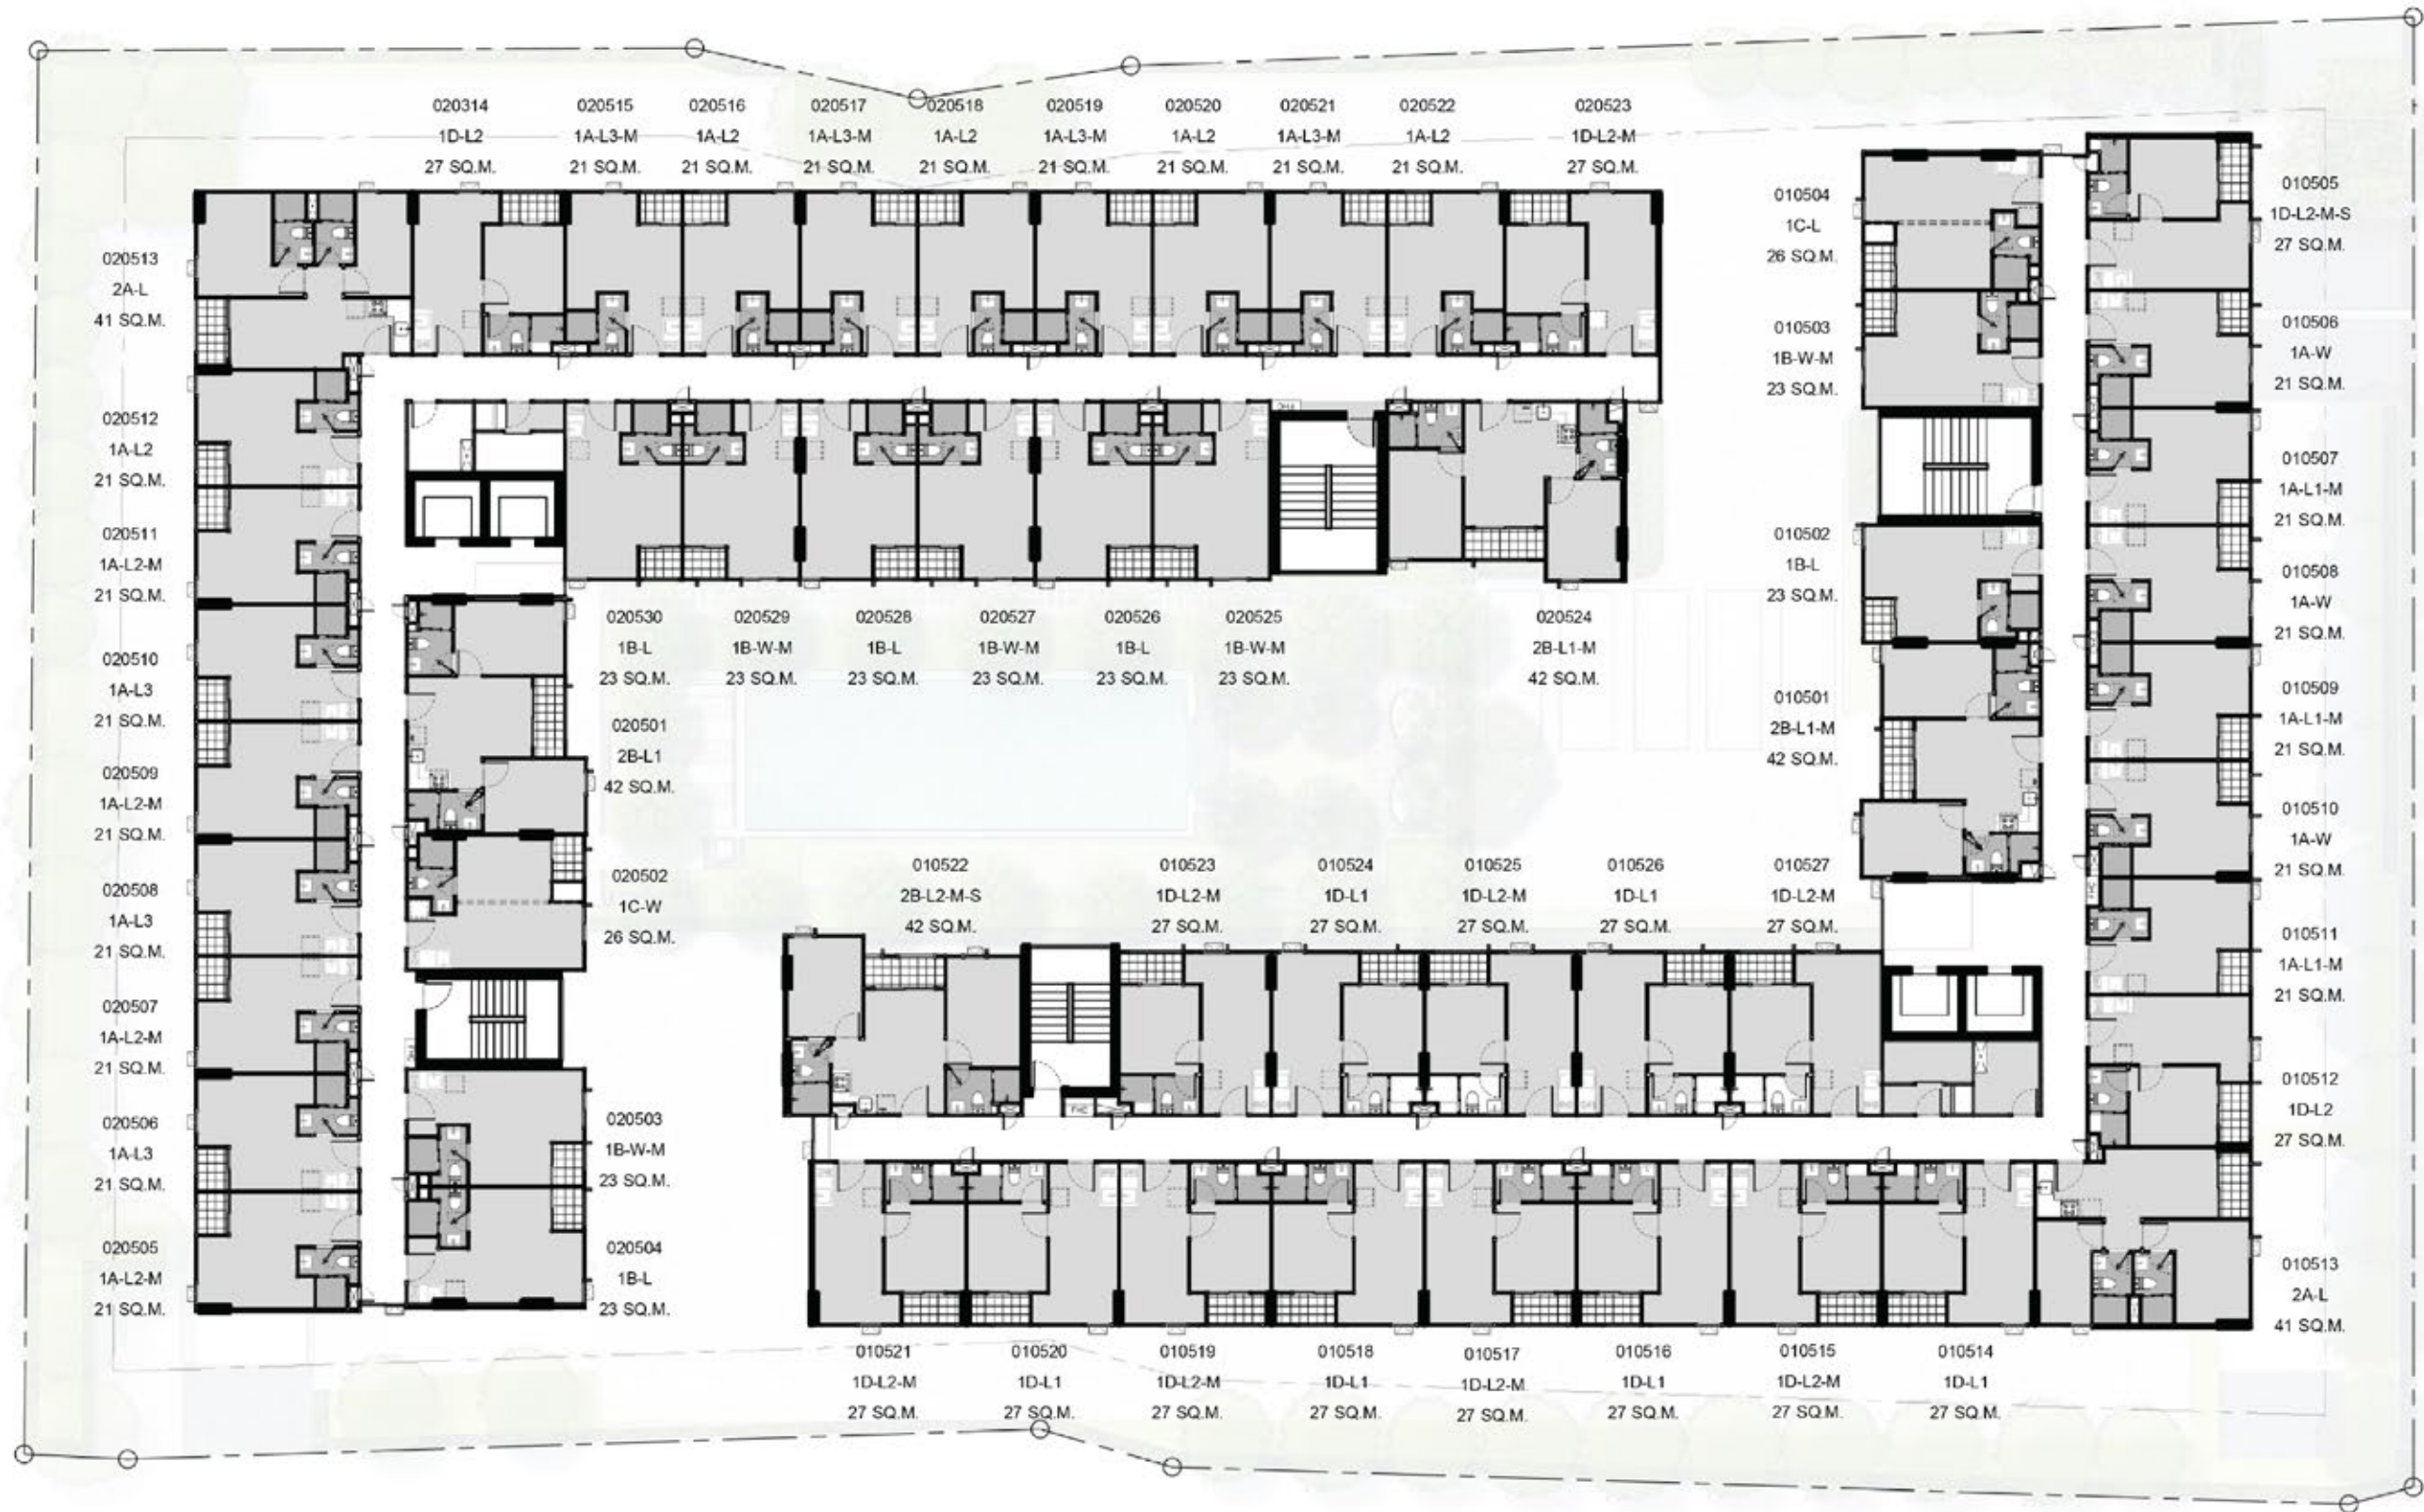 020314
1D-L2
27 SQ.M.
020515
1A-L3-M
21 SQ.M.
020516
1A-L2
21 SQ.M.
020517
1A-L3-M
21 SQ.M.
020518
1A-L2
21 SQ.M.
020519
1A-L3-M
21 SQ.M.
020520
1A-L2
21 SQ.M.
020521
1A-L3-M
21 SQ.M.
020522
1A-L2
21 SQ.M.
020523
1D-L2-M
27 SQ.M.
020513
2A-L
41 SQ.M.
020512
1A-L2
21 SQ.M.
020511
1A-L2-M
21 SQ.M.
020510
1A-L3
21 SQ.M.
020509
1A-L2-M
21 SQ.M.
020508
1A-L3
21 SQ.M.
020507
1A-L2-M
21 SQ.M.
020506
1A-L3
21 SQ.M.
020505
1A-L2-M
21 SQ.M.
020530
1B-L
23 SQ.M.
020529
1B-W-M
23 SQ.M.
020528
1B-L
23 SQ.M.
020527
1B-W-M
23 SQ.M.
020526
1B-L
23 SQ.M.
020525
1B-W-M
23 SQ.M.
020524
2B-L1-M
42 SQ.M.
020501
2B-L1
42 SQ.M.
020502
1C-W
26 SQ.M.
020503
1B-W-M
23 SQ.M.
020504
1B-L
23 SQ.M.
010504
1C-L
26 SQ.M.
010503
1B-W-M
23 SQ.M.
010502
1B-L
23 SQ.M.
010501
2B-L1-M
42 SQ.M.
010505
1D-L2-M-S
27 SQ.M.
010506
1A-W
21 SQ.M.
010507
1A-L1-M
21 SQ.M.
010508
1A-W
21 SQ.M.
010509
1A-L1-M
21 SQ.M.
010510
1A-W
21 SQ.M.
010511
1A-L1-M
21 SQ.M.
010512
1D-L2
27 SQ.M.
010513
2A-L
41 SQ.M.
010522
2B-L2-M-S
42 SQ.M.
010523
1D-L2-M
27 SQ.M.
010524
1D-L1
27 SQ.M.
010525
1D-L2-M
27 SQ.M.
010526
1D-L1
27 SQ.M.
010527
1D-L2-M
27 SQ.M.
FHC
010521
1D-L2-M
27 SQ.M.
010520
1D-L1
27 SQ.M.
010519
1D-L2-M
27 SQ.M.
010518
1D-L1
27 SQ.M.
010517
1D-L2-M
27 SQ.M.
010516
1D-L1
27 SQ.M.
010515
1D-L2-M
27 SQ.M.
010514
1D-L1
27 SQ.M.